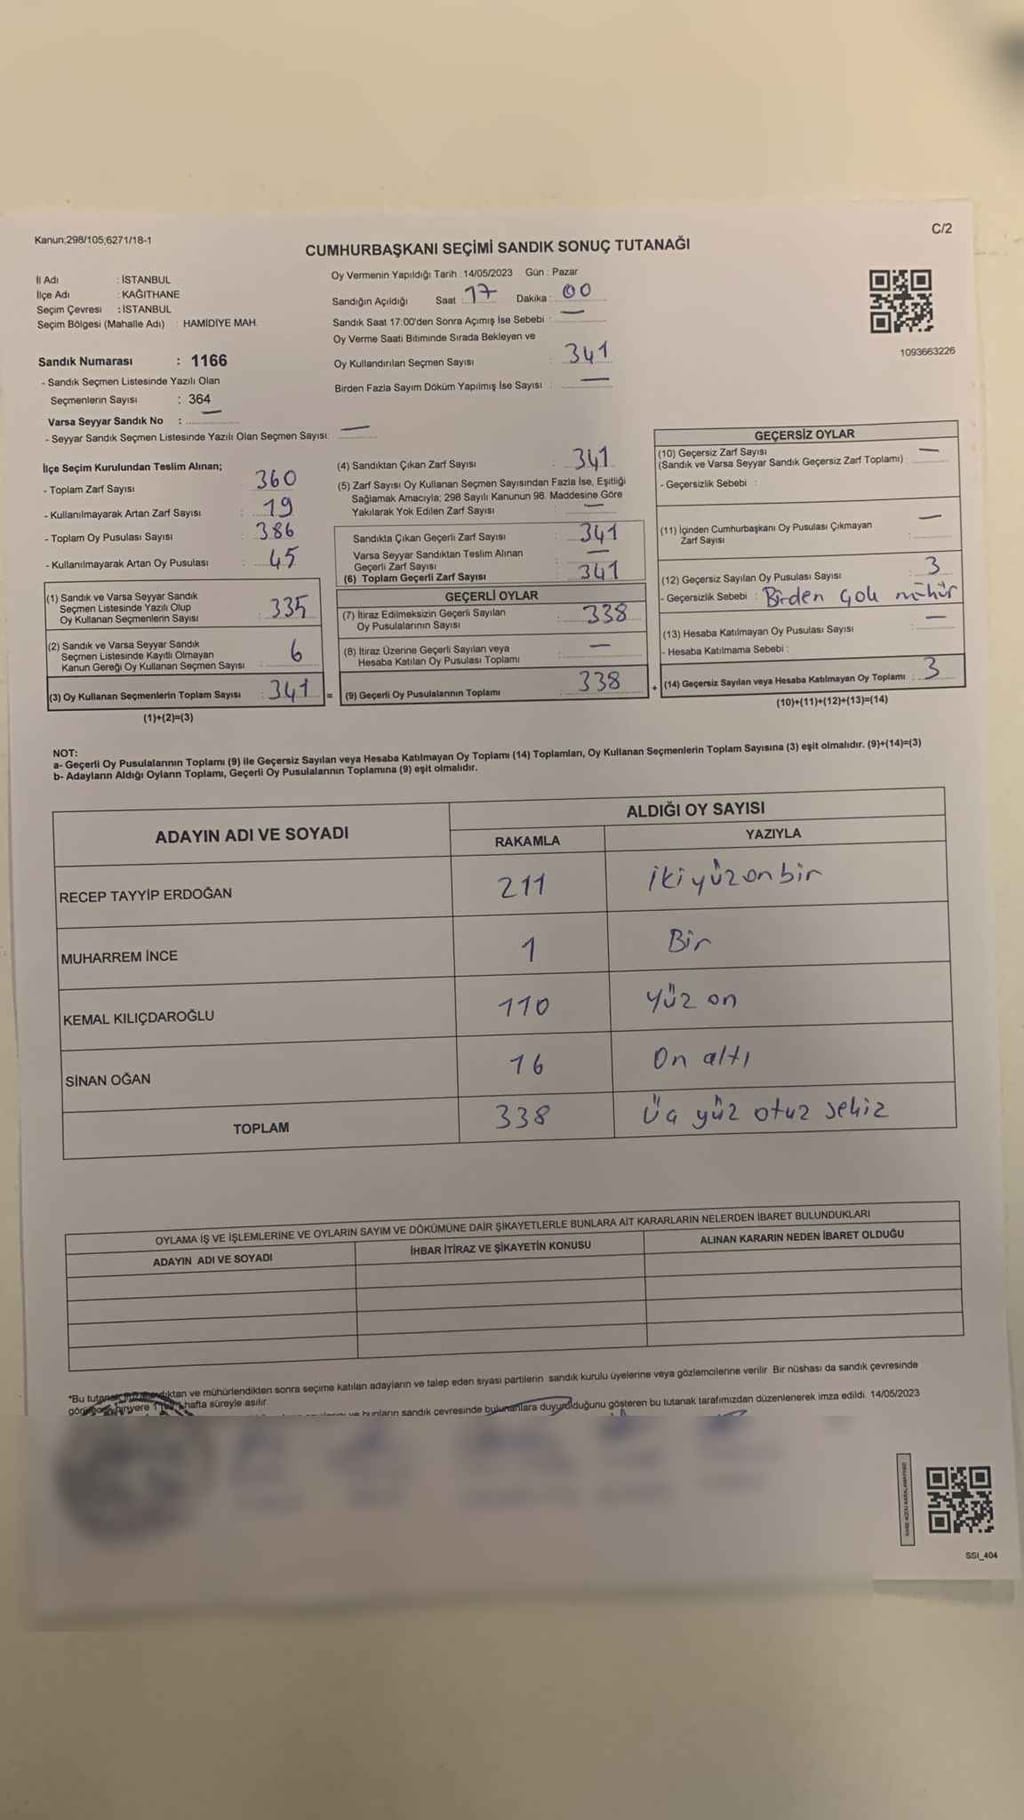 Kanun;298/105;6271/18-1
C/2
CUMHURBAŞKANI SEÇİMİ SANDIK SONUÇ TUTANAĞI
İl Adı : İSTANBUL
İlçe Adı : KAĞITHANE
Seçim Çevresi : İSTANBUL
Seçim Bölgesi (Mahalle Adı) : HAMİDİYE MAH.
Sandık Numarası : 1166
- Sandık Seçmen Listesinde Yazılı Olan
Seçmenlerin Sayısı : 364
Varsa Seyyar Sandık No : —
- Seyyar Sandık Seçmen Listesinde Yazılı Olan Seçmen Sayısı: —
Oy Vermenin Yapıldığı Tarih : 14/05/2023 Gün : Pazar
Sandığın Açıldığı Saat : 17 Dakika : 00
Sandık Saat 17:00'den Sonra Açımış İse Sebebi : —
Oy Verme Saati Bitiminde Sırada Bekleyen ve
Oy Kullandırılan Seçmen Sayısı : 341
Birden Fazla Sayım Döküm Yapılmış İse Sayısı : —
1093663226
İlçe Seçim Kurulundan Teslim Alınan;
- Toplam Zarf Sayısı : 360
- Kullanılmayarak Artan Zarf Sayısı : 19
- Toplam Oy Pusulası Sayısı : 386
- Kullanılmayarak Artan Oy Pusulası : 45
(1) Sandık ve Varsa Seyyar Sandık
Seçmen Listesinde Yazılı Olup
Oy Kullanan Seçmenlerin Sayısı : 335
(2) Sandık ve Varsa Seyyar Sandık
Seçmen Listesinde Kayıtlı Olmayan
Kanun Gereği Oy Kullanan Seçmen Sayısı : 6
(3) Oy Kullanan Seçmenlerin Toplam Sayısı : 341
(1)+(2)=(3)
(4) Sandıktan Çıkan Zarf Sayısı : 341
(5) Zarf Sayısı Oy Kullanan Seçmen Sayısından Fazla İse, Eşitliği
Sağlamak Amacıyla; 298 Sayılı Kanunun 98. Maddesine Göre
Yakılarak Yok Edilen Zarf Sayısı : —
Sandıkta Çıkan Geçerli Zarf Sayısı : 341
Varsa Seyyar Sandıktan Teslim Alınan
Geçerli Zarf Sayısı : —
(6) Toplam Geçerli Zarf Sayısı : 341
GEÇERLİ OYLAR
(7) İtiraz Edilmeksizin Geçerli Sayılan
Oy Pusulalarının Sayısı : 338
(8) İtiraz Üzerine Geçerli Sayılan veya
Hesaba Katılan Oy Pusulası Toplamı : —
= (9) Geçerli Oy Pusulalarının Toplamı : 338
GEÇERSİZ OYLAR
(10) Geçersiz Zarf Sayısı
(Sandık ve Varsa Seyyar Sandık Geçersiz Zarf Toplamı) : —
- Geçersizlik Sebebi :
(11) İçinden Cumhurbaşkanı Oy Pusulası Çıkmayan
Zarf Sayısı : —
(12) Geçersiz Sayılan Oy Pusulası Sayısı : 3
- Geçersizlik Sebebi : Birden çok mühür
(13) Hesaba Katılmayan Oy Pusulası Sayısı : —
- Hesaba Katılmama Sebebi :
+ (14) Geçersiz Sayılan veya Hesaba Katılmayan Oy Toplamı : 3
(10)+(11)+(12)+(13)=(14)
NOT:
a- Geçerli Oy Pusulalarının Toplamı (9) ile Geçersiz Sayılan veya Hesaba Katılmayan Oy Toplamı (14) Toplamları, Oy Kullanan Seçmenlerin Toplam Sayısına (3) eşit olmalıdır. (9)+(14)=(3)
b- Adayların Aldığı Oyların Toplamı, Geçerli Oy Pusulalarının Toplamına (9) eşit olmalıdır.
ADAYIN ADI VE SOYADI
ALDIĞI OY SAYISI
RAKAMLA YAZIYLA
RECEP TAYYİP ERDOĞAN 211 iki yüz on bir
MUHARREM İNCE 1 Bir
KEMAL KILIÇDAROĞLU 110 yüz on
SİNAN OĞAN 16 On altı
TOPLAM 338 Üç yüz otuz sekiz
OYLAMA İŞ VE İŞLEMLERİNE VE OYLARIN SAYIM VE DÖKÜMÜNE DAİR ŞİKAYETLERLE BUNLARA AİT KARARLARIN NELERDEN İBARET BULUNDUKLARI
ADAYIN ADI VE SOYADI İHBAR İTİRAZ VE ŞİKAYETİN KONUSU ALINAN KARARIN NEDEN İBARET OLDUĞU
*Bu ve mühürlendikten sonra seçime katılan adayların ve talep eden siyasi partilerin sandık kurulu üyelerine veya gözlemcilerine verilir. Bir nüshası da sandık çevresinde
hafta süreyle asılır.
sandık çevresinde bulunanlara duyurulduğunu gösteren bu tutanak tarafımızdan düzenlenerek imza edildi. 14/05/2023
SSI_404